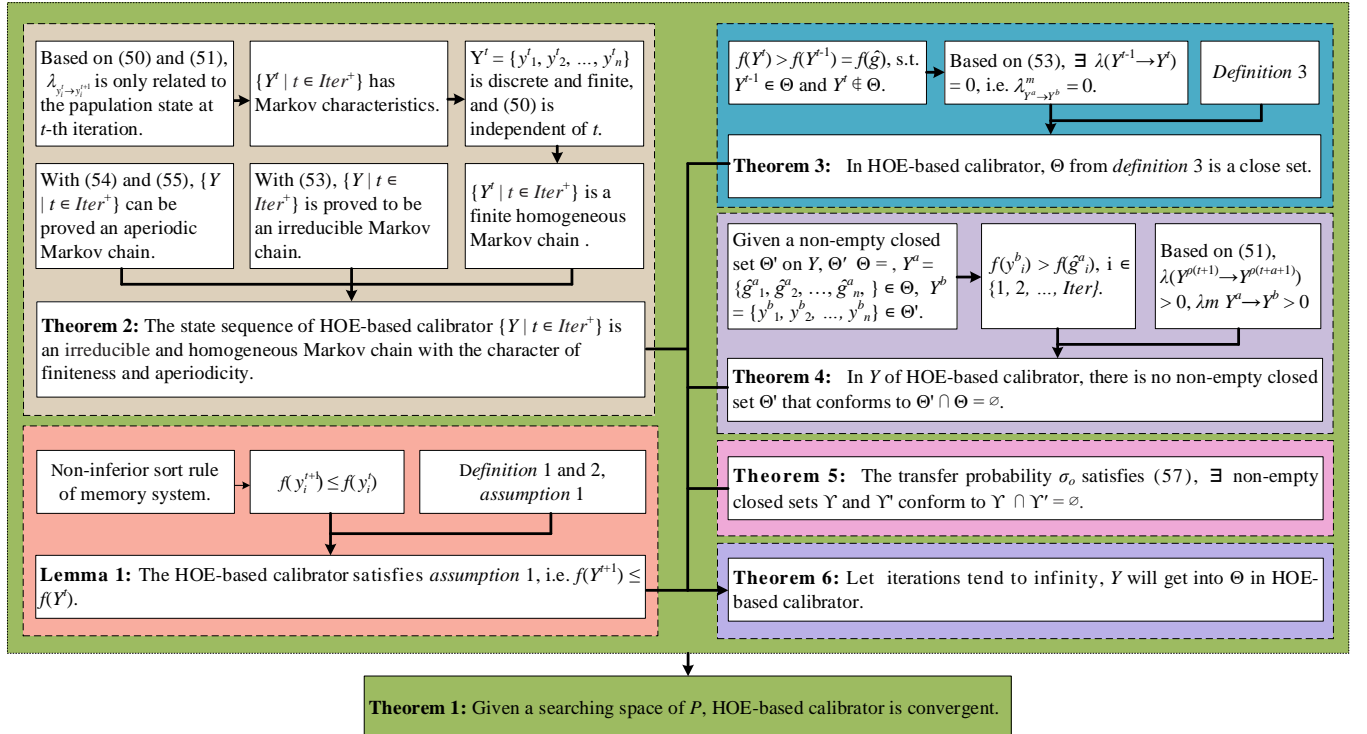 Based on (50) and (51),
λ_{y_i^t→y_i^{t+1}} is only related to
the papulation state at
t-th iteration.
{Y^t | t ∈ Iter^+} has
Markov characteristics.
Y^t = {y^t_1, y^t_2, ..., y^t_n}
is discrete and finite,
and (50) is
independent of t.
With (54) and (55), {Y
| t ∈ Iter^+} can be
proved an aperiodic
Markov chain.
With (53), {Y | t ∈
Iter^+} is proved to be
an irreducible Markov
chain.
{Y^t | t ∈ Iter^+} is a
finite homogeneous
Markov chain .
Theorem 2: The state sequence of HOE-based calibrator {Y | t ∈ Iter^+} is
an irreducible and homogeneous Markov chain with the character of
finiteness and aperiodicity.
Non-inferior sort rule
of memory system.
f(y_i^{t+1}) ≤ f(y_i^t)
Definition 1 and 2,
assumption 1
Lemma 1: The HOE-based calibrator satisfies assumption 1, i.e. f(Y^{t+1}) ≤
f(Y^t).
f(Y^t) > f(Y^{t-1}) = f(ĝ), s.t.
Y^{t-1} ∈ Θ and Y^t ∉ Θ.
Based on (53), ∃ λ(Y^{t-1}→Y^t)
= 0, i.e. λ^m_{Y^a→Y^b} = 0.
Definition 3
Theorem 3: In HOE-based calibrator, Θ from definition 3 is a close set.
Given a non-empty closed
set Θ' on Y, Θ' Θ = , Y^a =
{ĝ^a_1, ĝ^a_2, ..., ĝ^a_n, } ∈ Θ, Y^b
= {y^b_1, y^b_2, ..., y^b_n} ∈ Θ'.
f(y^b_i) > f(ĝ^a_i), i ∈
{1, 2, ..., Iter}.
Based on (51),
λ(Y^{ρ(t+1)}→Y^{ρ(t+a+1)})
> 0, λm Y^a→Y^b > 0
Theorem 4: In Y of HOE-based calibrator, there is no non-empty closed
set Θ' that conforms to Θ' ∩ Θ = ∅.
Theorem 5: The transfer probability σ_o satisfies (57), ∃ non-empty
closed sets ϒ and ϒ' conform to ϒ ∩ ϒ' = ∅.
Theorem 6: Let iterations tend to infinity, Y will get into Θ in HOE-
based calibrator.
Theorem 1: Given a searching space of P, HOE-based calibrator is convergent.